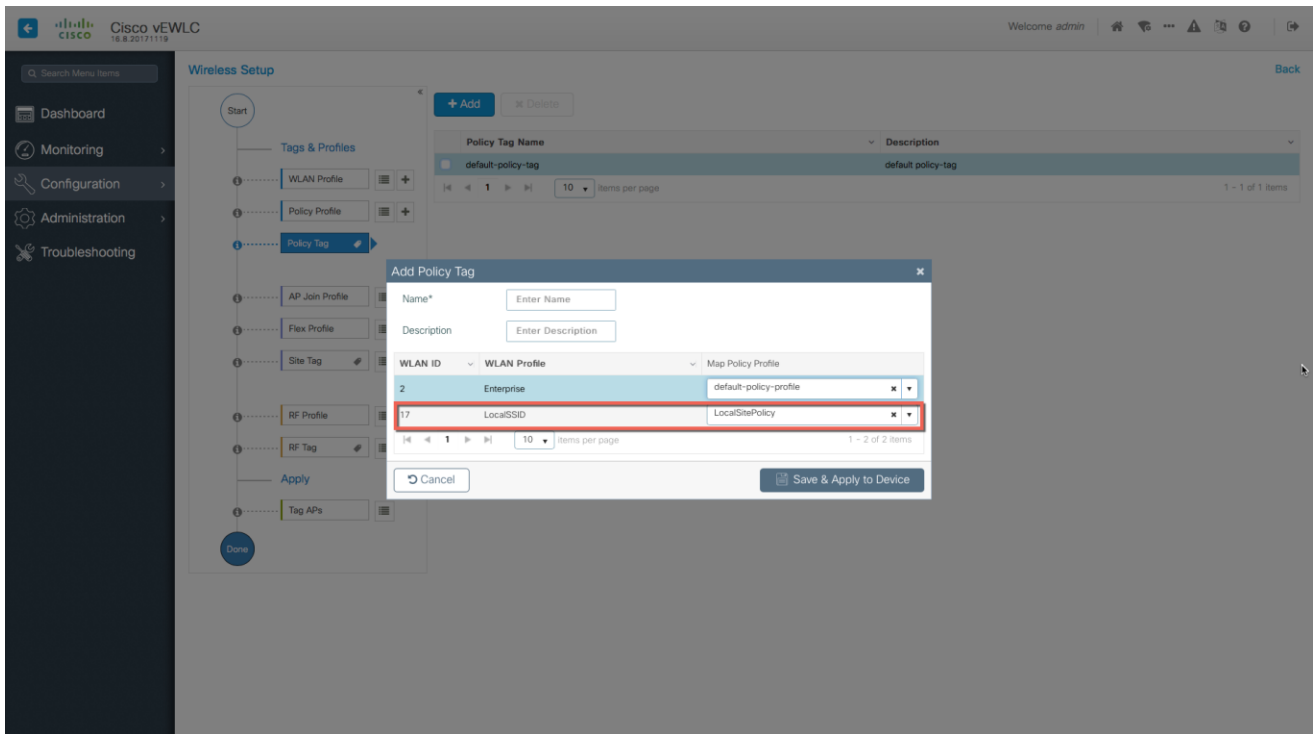 CISCO
Cisco vEWLC
16.8.20171119
Welcome admin
Search Menu Items
Dashboard
Monitoring
Configuration
Administration
Troubleshooting
Wireless Setup
Back
Start
Tags & Profiles
WLAN Profile
Policy Profile
Policy Tag
AP Join Profile
Flex Profile
Site Tag
RF Profile
RF Tag
Apply
Tag APs
Done
+ Add
× Delete
Policy Tag Name Description
default-policy-tag default policy-tag
1 10 items per page 1 - 1 of 1 items
Add Policy Tag
Name* Enter Name
Description Enter Description
WLAN ID WLAN Profile Map Policy Profile
2 Enterprise default-policy-profile
17 LocalSSID LocalSitePolicy
1 10 items per page 1 - 2 of 2 items
Cancel Save & Apply to Device